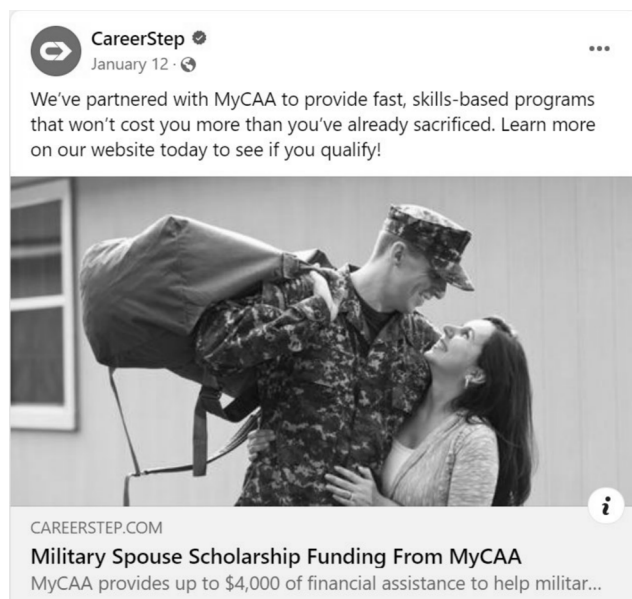 CareerStep
January 12 ·
We’ve partnered with MyCAA to provide fast, skills-based programs
that won’t cost you more than you’ve already sacrificed. Learn more
on our website today to see if you qualify!
i
CAREERSTEP.COM
Military Spouse Scholarship Funding From MyCAA
MyCAA provides up to $4,000 of financial assistance to help militar...